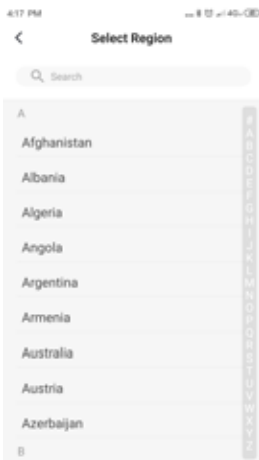 4:17 PM
Select Region
Search
A
Afghanistan
Albania
Algeria
Angola
Argentina
Armenia
Australia
Austria
Azerbaijan
B
#
A
B
C
D
E
F
G
H
I
J
K
L
M
N
O
P
Q
R
S
T
U
V
W
X
Y
Z